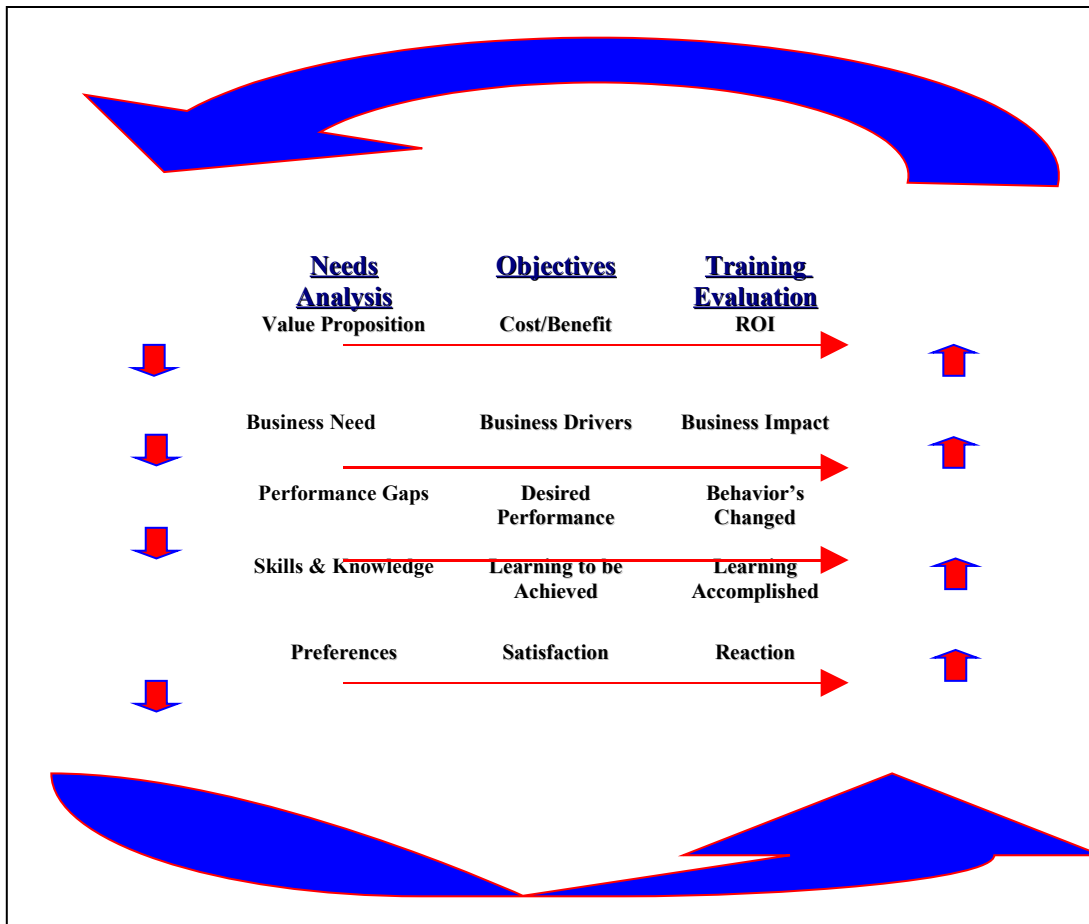 Needs Analysis
Objectives
Training Evaluation
Value Proposition
Cost/Benefit
ROI
Business Need
Business Drivers
Business Impact
Performance Gaps
Desired Performance
Behavior’s Changed
Skills & Knowledge
Learning to be Achieved
Learning Accomplished
Preferences
Satisfaction
Reaction